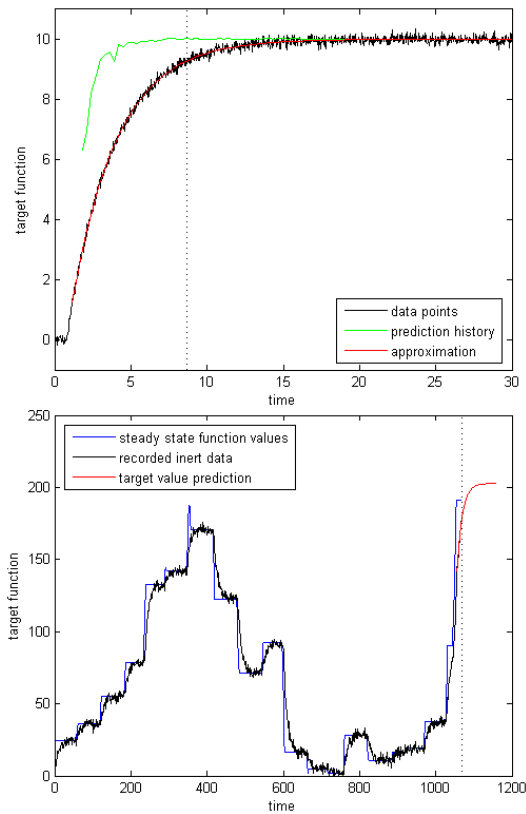 10
8
6
4
2
0
target function
data points
prediction history
approximation
0 5 10 15 20 25 30
time
250
200
150
100
50
0
target function
steady state function values
recorded inert data
target value prediction
0 200 400 600 800 1000 1200
time